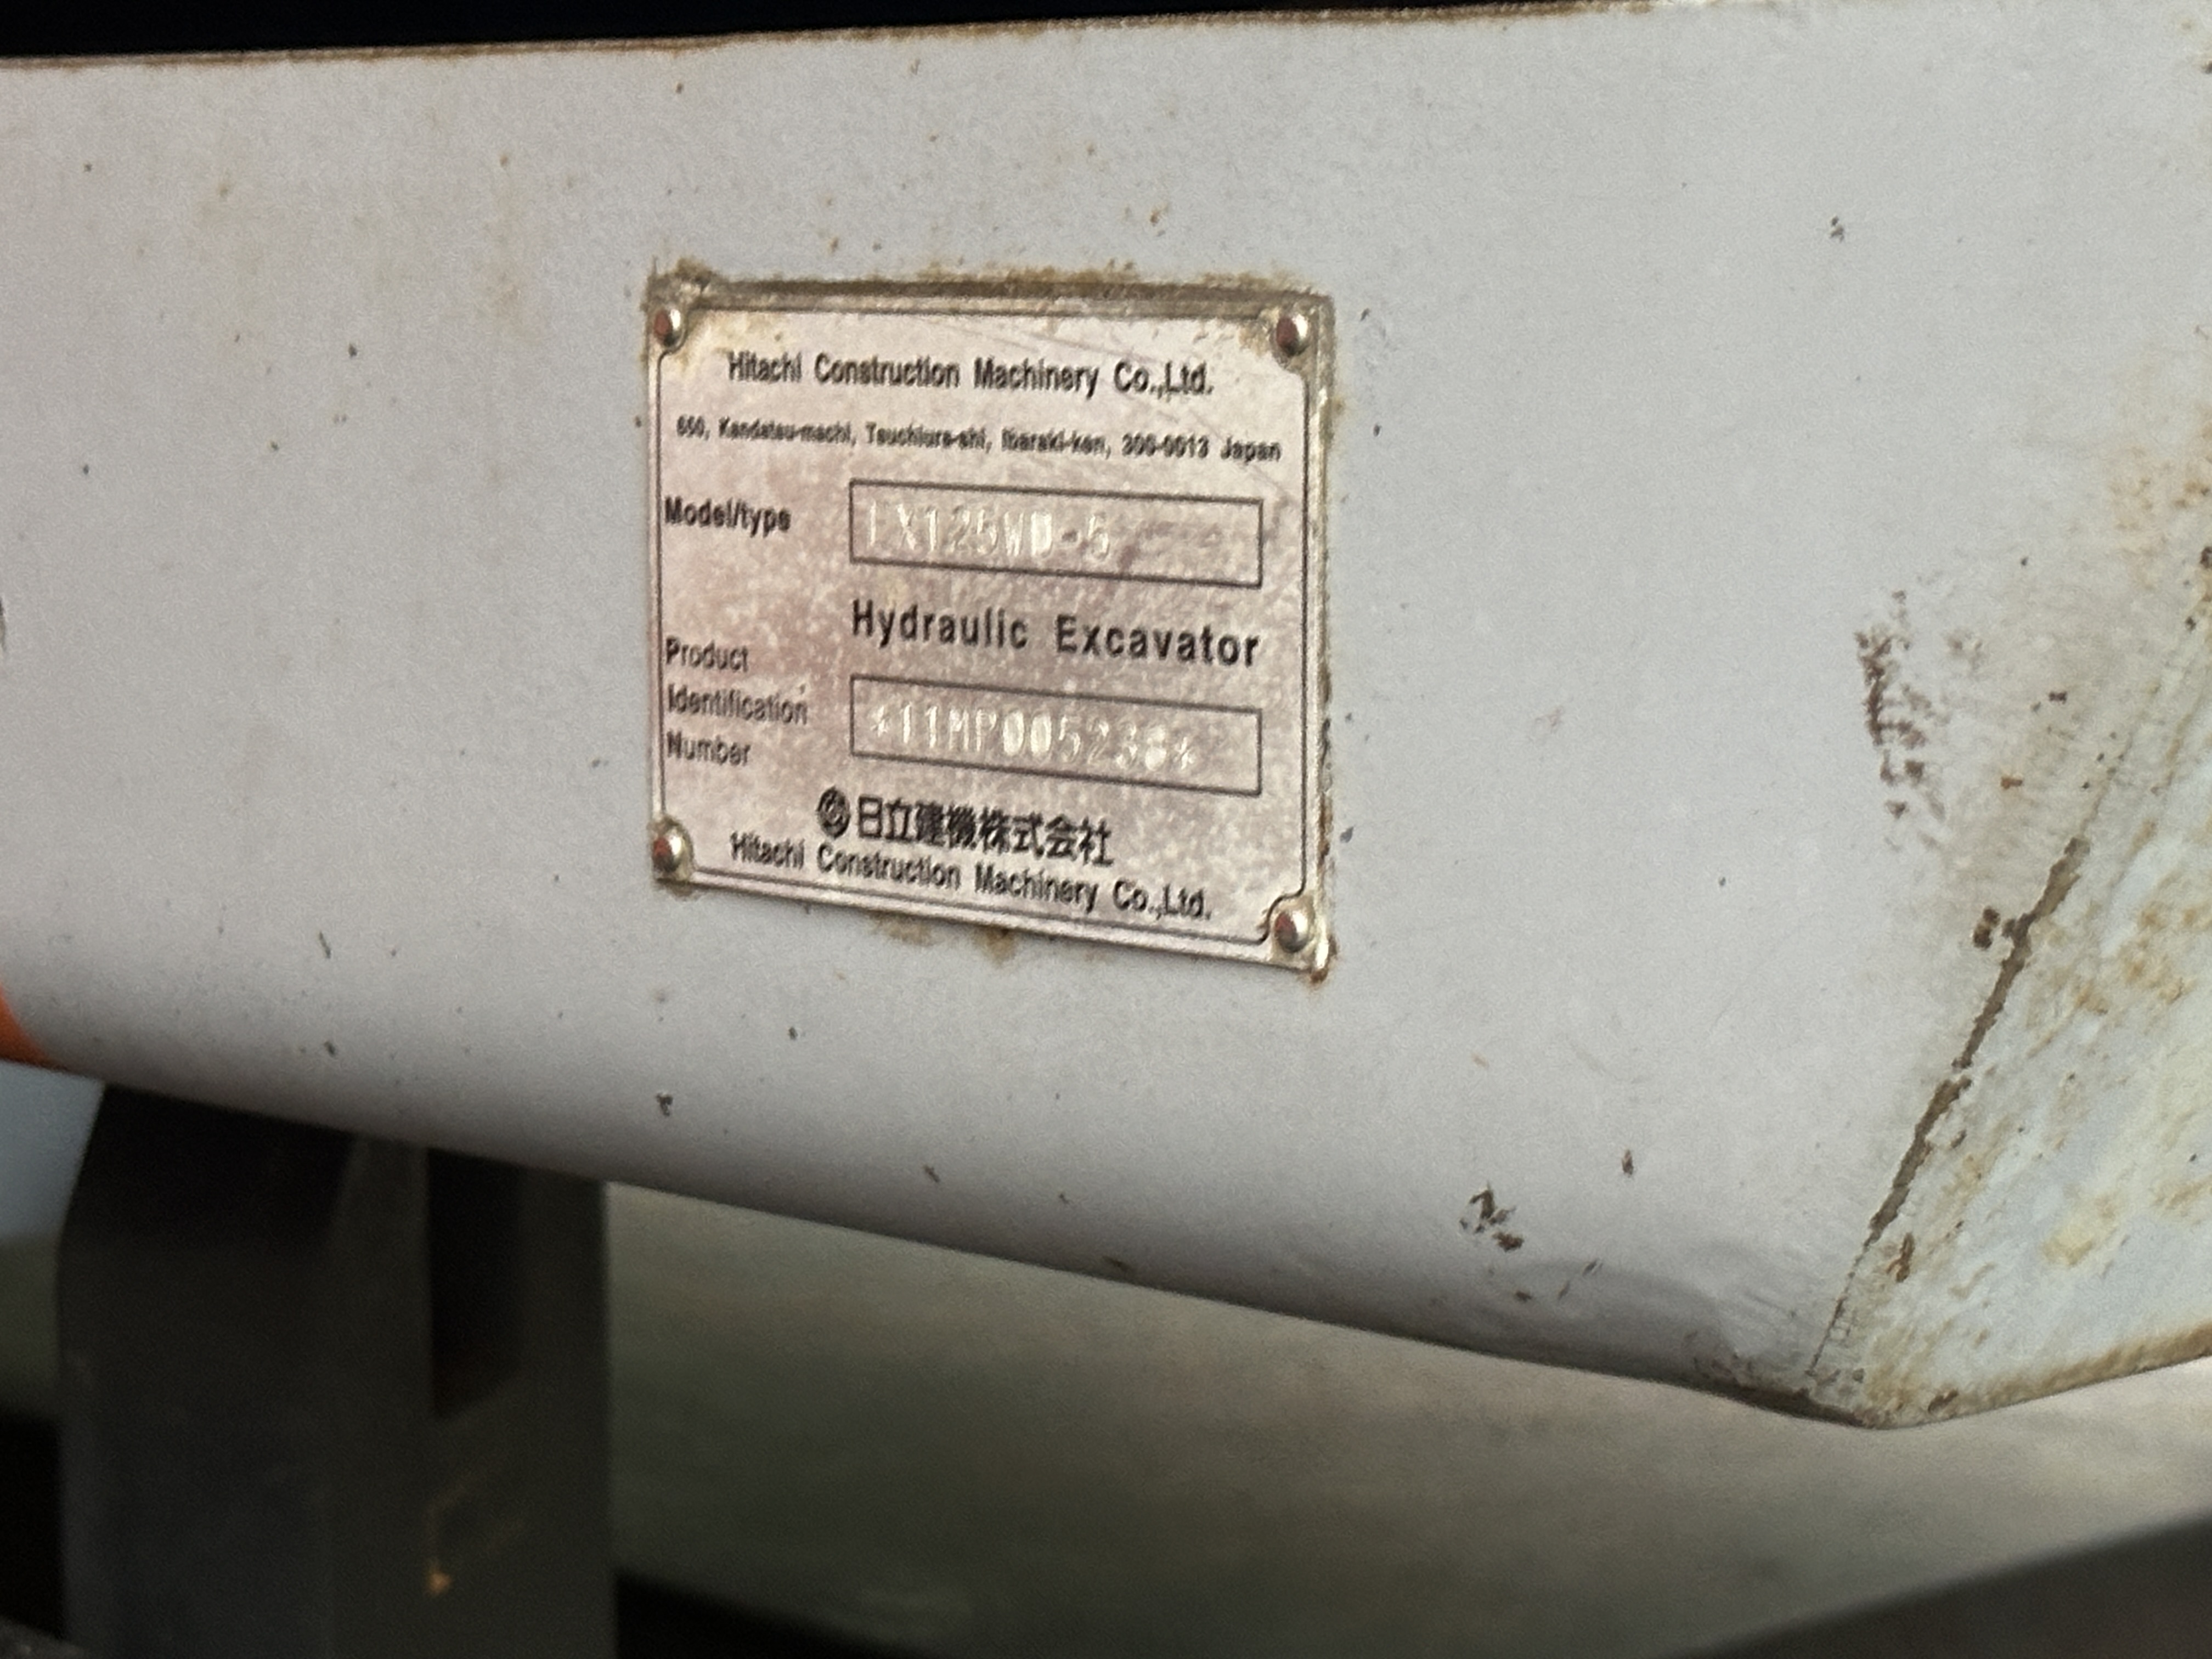 Hitachi Construction Machinery Co.,Ltd.
650, Kandatsu-machi, Tsuchiura-shi, Ibaraki-ken, 300-0013 Japan
Model/type EX125WD-5
Hydraulic Excavator
Product Identification Number *11MP005238*
日立建機株式会社
Hitachi Construction Machinery Co.,Ltd.